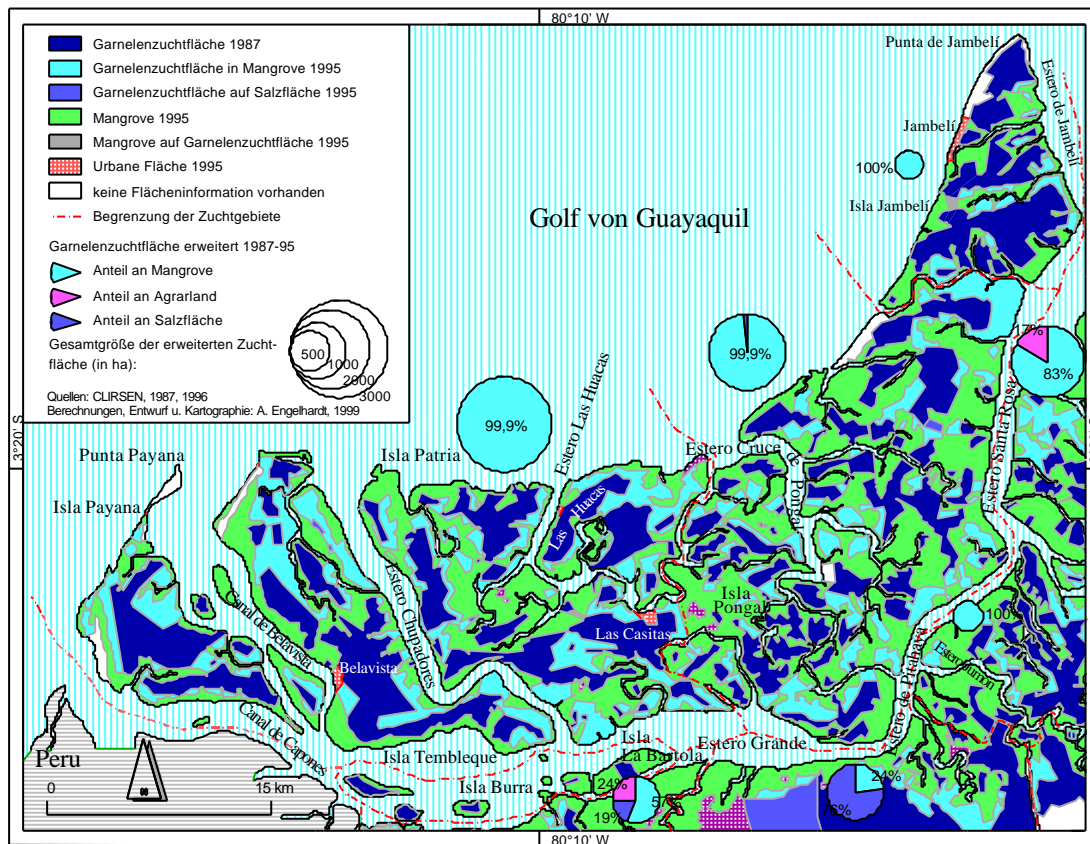 80°10' W
Garnelenzuchtfläche 1987
Garnelenzuchtfläche in Mangrove 1995
Garnelenzuchtfläche auf Salzfläche 1995
Mangrove 1995
Mangrove auf Garnelenzuchtfläche 1995
Urbane Fläche 1995
keine Flächeninformation vorhanden
Begrenzung der Zuchtgebiete
Garnelenzuchtfläche erweitert 1987-95
Anteil an Mangrove
Anteil an Agrarland
Anteil an Salzfläche
Gesamtgröße der erweiterten Zucht-
fläche (in ha):
500
1000
2000
3000
Quellen: CLIRSEN, 1987, 1996
Berechnungen, Entwurf u. Kartographie: A. Engelhardt, 1999
Punta de Jambelí
Estero de Jambelí
Jambelí
100%
Isla Jambelí
Golf von Guayaquil
99,9%
17%
83%
99,9%
3°20' S
Estero Las Huacas
Estero Santa Rosa
Punta Payana
Isla Patria
Estero Cruce
de Pongal
Isla Payana
Las Huacas
Isla
Pongal
Canal de Belavista
Estero Chupadores
Las Casitas
100%
Belavista
Estero de Pitahaya
Canal de Capones
Isla
La Bartola
Estero Grande
Peru
Isla Tembleque
Isla Burra
0
15 km
24%
19%
24%
76%
80°10' W